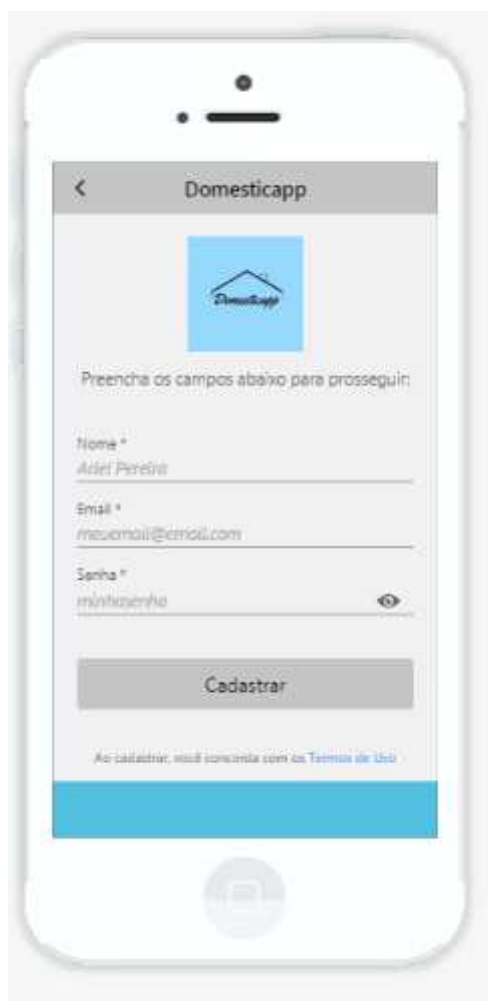 Domesticapp
Domesticapp
Preencha os campos abaixo para prosseguir:
Nome *
Ariel Pereira
Email *
meuemail@email.com
Senha *
minhasenha
Cadastrar
Ao cadastrar, você concorda com os Termos de Uso